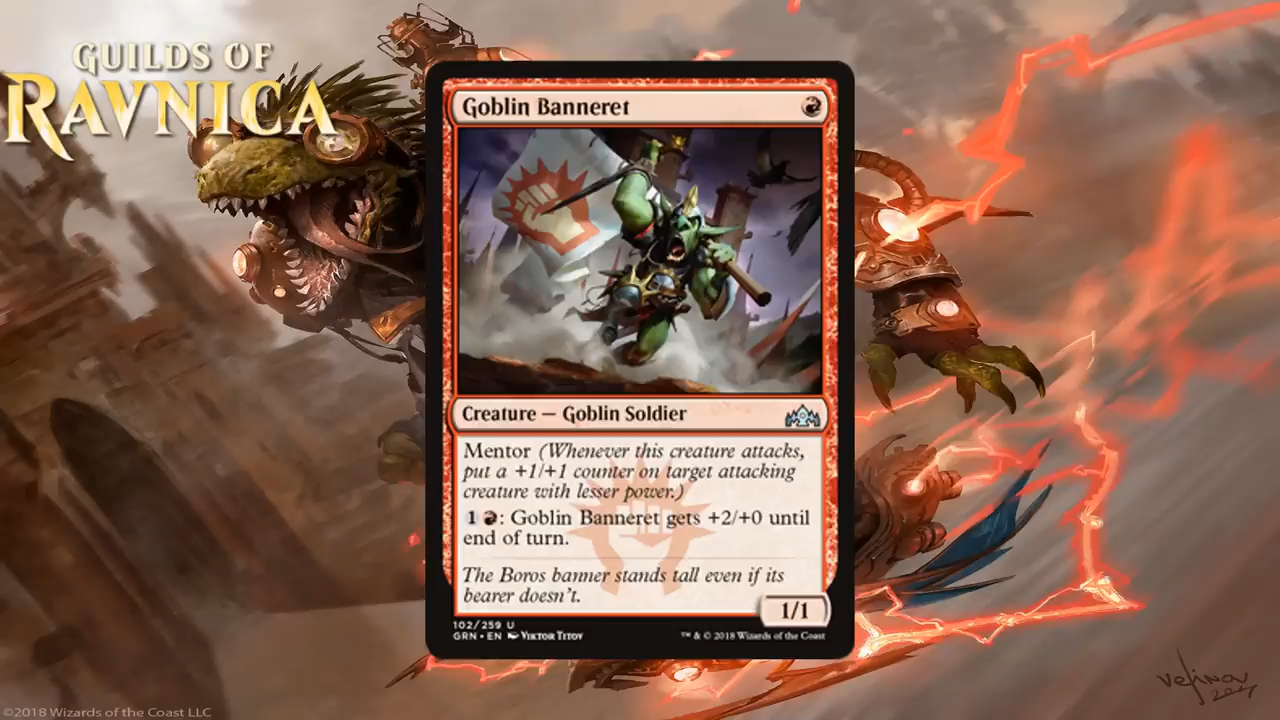 GUILDS OF
RAVNICA
Goblin Banneret
Creature — Goblin Soldier
Mentor (Whenever this creature attacks,
put a +1/+1 counter on target attacking
creature with lesser power.)
1 : Goblin Banneret gets +2/+0 until
end of turn.
The Boros banner stands tall even if its
bearer doesn't.
1/1
102/259 U
GRN • EN Viktor Titov
™ & © 2018 Wizards of the Coast
©2018 Wizards of the Coast LLC